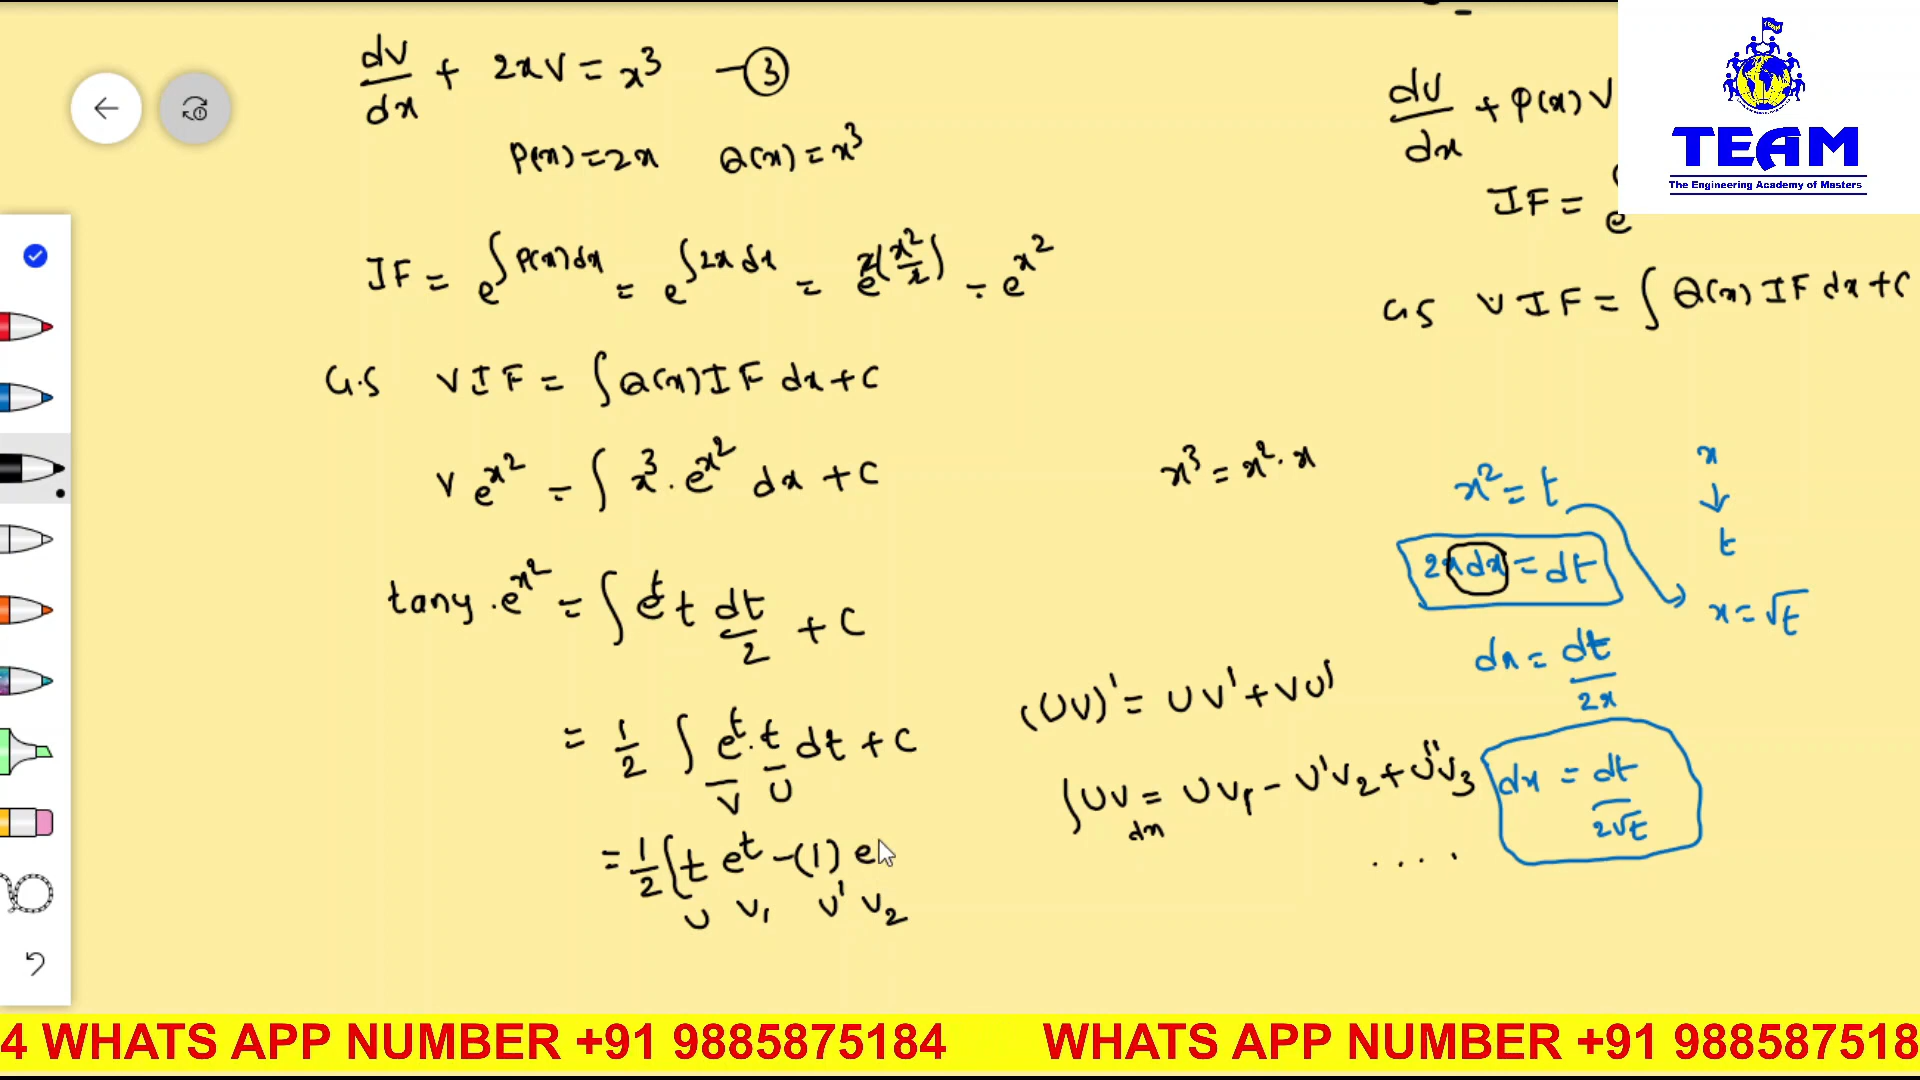 dv/dx + 2xv = x³ —③
P(x) = 2x Q(x) = x³
IF = e^∫P(x)dx = e^∫2x dx = e^2(x²/2) = e^x²
G.S V IF = ∫Q(x) IF dx + C
V e^x² = ∫ x³ . e^x² dx + C
tany . e^x² = ∫ e^t t dt/2 + C
= 1/2 ∫ e^t . t dt + C
V U
= 1/2 [ t e^t - (1) e
U V₁ U' V₂
x³ = x² . x
(UV)' = UV' + VU'
∫UV dx = UV₁ - U'V₂ + U''V₃
. . . .
dv/dx + P(x) V
IF = e
GS V IF = ∫ Q(x) IF dx + C
x² = t
2x dx = dt
dx = dt/2x
dx = dt/2√t
x
↓
t
x = √t
TEAM
The Engineering Academy of Masters
4 WHATS APP NUMBER +91 9885875184 WHATS APP NUMBER +91 988587518